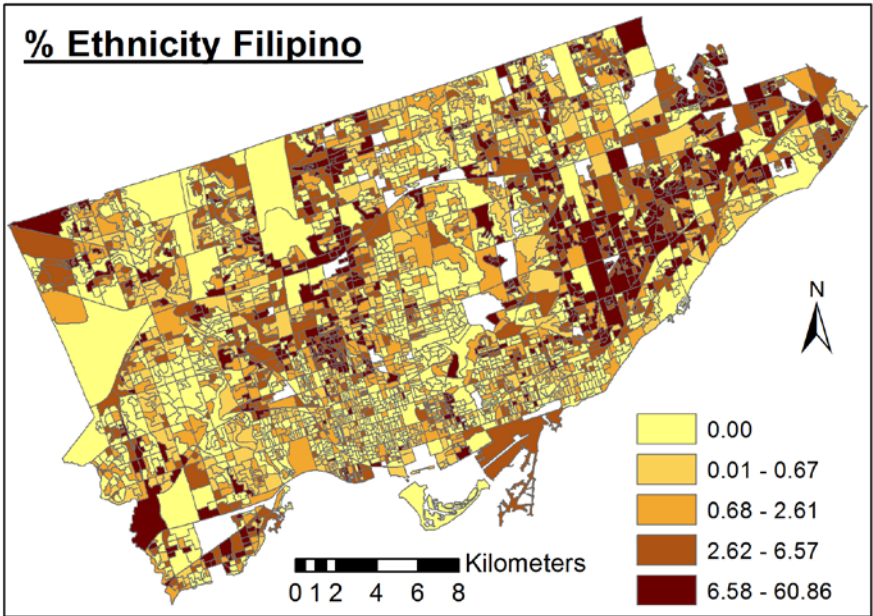 % Ethnicity Filipino
N
0.00
0.01 - 0.67
0.68 - 2.61
2.62 - 6.57
6.58 - 60.86
Kilometers
0 1 2 4 6 8